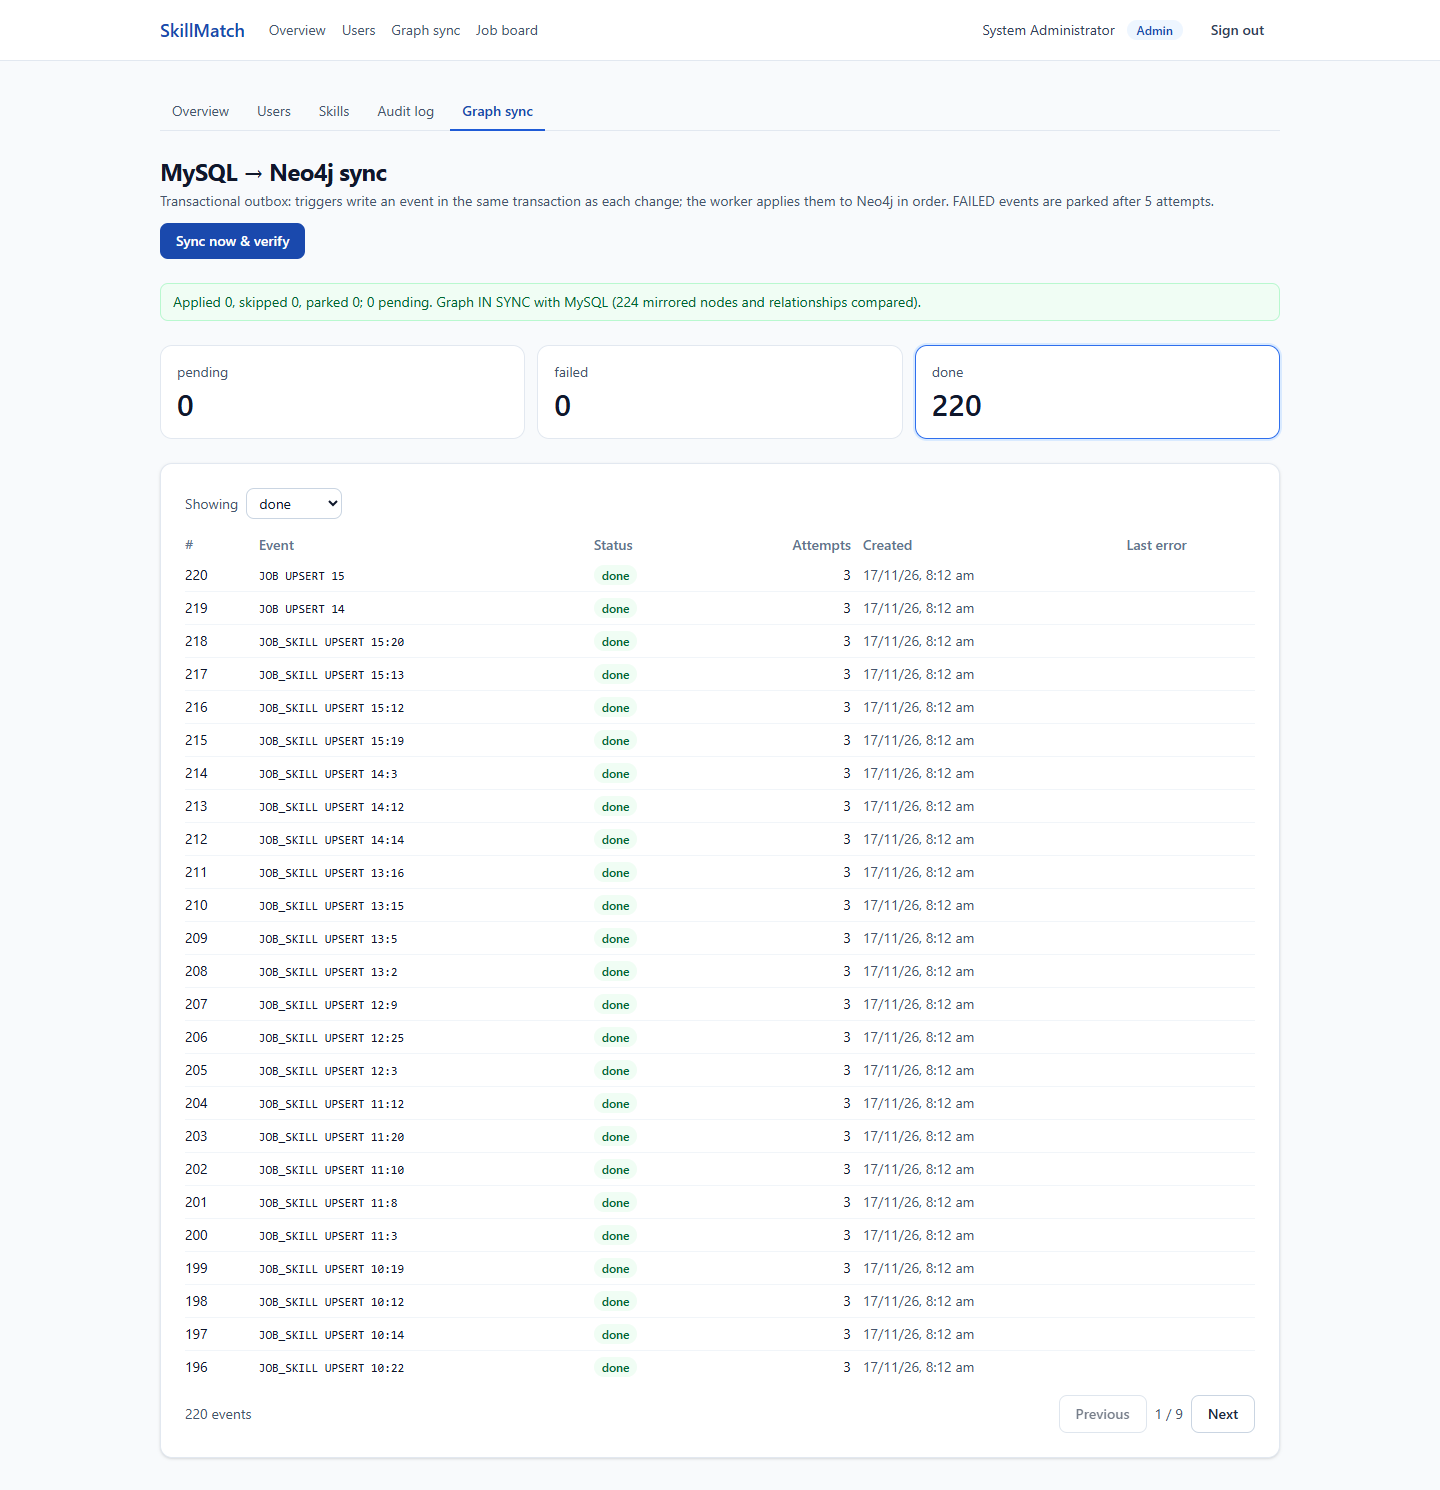 SkillMatch Overview Users Graph sync Job board System Administrator Admin Sign out
Overview Users Skills Audit log Graph sync
MySQL → Neo4j sync
Transactional outbox: triggers write an event in the same transaction as each change; the worker applies them to Neo4j in order. FAILED events are parked after 5 attempts.
Sync now & verify
Applied 0, skipped 0, parked 0; 0 pending. Graph IN SYNC with MySQL (224 mirrored nodes and relationships compared).
pending failed done
0 0 220
Showing done
# Event Status Attempts Created Last error
220 JOB UPSERT 15 done 3 17/11/26, 8:12 am
219 JOB UPSERT 14 done 3 17/11/26, 8:12 am
218 JOB_SKILL UPSERT 15:20 done 3 17/11/26, 8:12 am
217 JOB_SKILL UPSERT 15:13 done 3 17/11/26, 8:12 am
216 JOB_SKILL UPSERT 15:12 done 3 17/11/26, 8:12 am
215 JOB_SKILL UPSERT 15:19 done 3 17/11/26, 8:12 am
214 JOB_SKILL UPSERT 14:3 done 3 17/11/26, 8:12 am
213 JOB_SKILL UPSERT 14:12 done 3 17/11/26, 8:12 am
212 JOB_SKILL UPSERT 14:14 done 3 17/11/26, 8:12 am
211 JOB_SKILL UPSERT 13:16 done 3 17/11/26, 8:12 am
210 JOB_SKILL UPSERT 13:15 done 3 17/11/26, 8:12 am
209 JOB_SKILL UPSERT 13:5 done 3 17/11/26, 8:12 am
208 JOB_SKILL UPSERT 13:2 done 3 17/11/26, 8:12 am
207 JOB_SKILL UPSERT 12:9 done 3 17/11/26, 8:12 am
206 JOB_SKILL UPSERT 12:25 done 3 17/11/26, 8:12 am
205 JOB_SKILL UPSERT 12:3 done 3 17/11/26, 8:12 am
204 JOB_SKILL UPSERT 11:12 done 3 17/11/26, 8:12 am
203 JOB_SKILL UPSERT 11:20 done 3 17/11/26, 8:12 am
202 JOB_SKILL UPSERT 11:10 done 3 17/11/26, 8:12 am
201 JOB_SKILL UPSERT 11:8 done 3 17/11/26, 8:12 am
200 JOB_SKILL UPSERT 11:3 done 3 17/11/26, 8:12 am
199 JOB_SKILL UPSERT 10:19 done 3 17/11/26, 8:12 am
198 JOB_SKILL UPSERT 10:12 done 3 17/11/26, 8:12 am
197 JOB_SKILL UPSERT 10:14 done 3 17/11/26, 8:12 am
196 JOB_SKILL UPSERT 10:22 done 3 17/11/26, 8:12 am
220 events Previous 1 / 9 Next